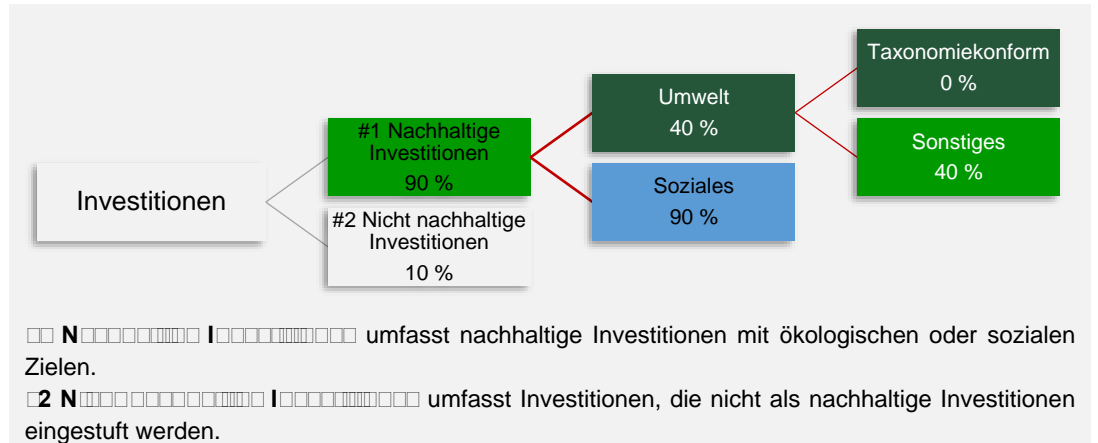 Taxonomiekonform
0 %
Umwelt
40 %
#1 Nachhaltige
Investitionen
90 %
Sonstiges
40 %
Investitionen
Soziales
90 %
#2 Nicht nachhaltige
Investitionen
10 %
umfasst nachhaltige Investitionen mit ökologischen oder sozialen
Zielen.
umfasst Investitionen, die nicht als nachhaltige Investitionen
eingestuft werden.